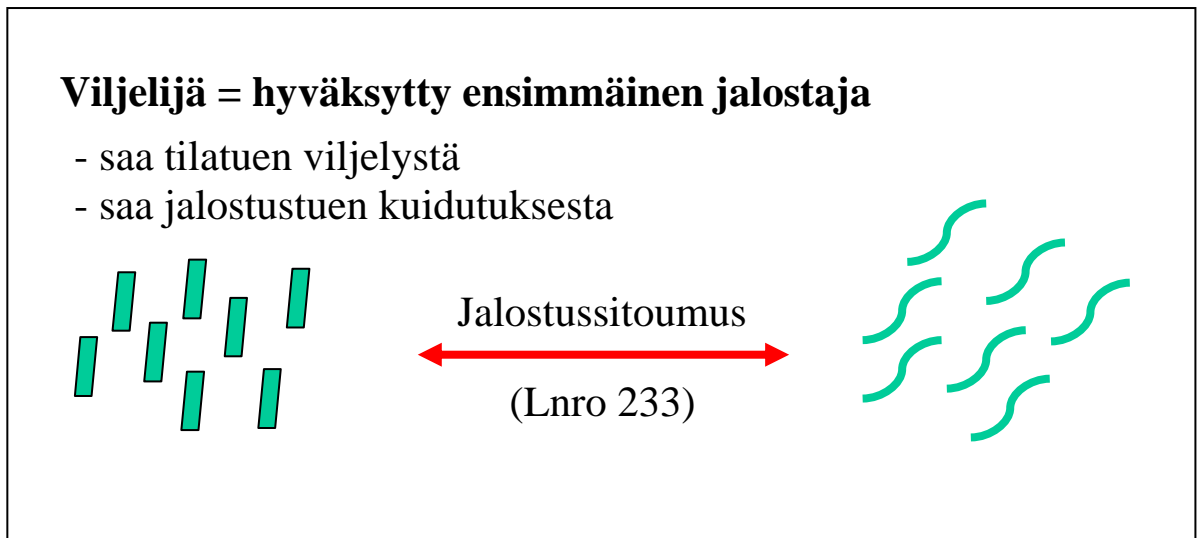 Viljelijä = hyväksytty ensimmäinen jalostaja
- saa tilatuen viljelystä
- saa jalostustuen kuidutuksesta
Jalostussitoumus
(Lnro 233)